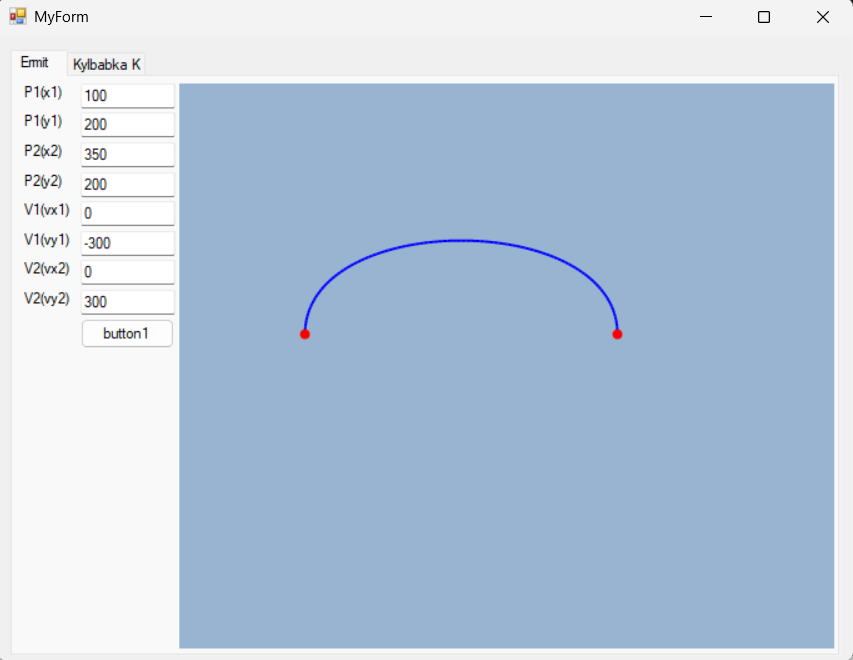 MyForm
Ermit Kylbabka K
P1(x1) 100
P1(y1) 200
P2(x2) 350
P2(y2) 200
V1(vx1) 0
V1(vy1) -300
V2(vx2) 0
V2(vy2) 300
button1